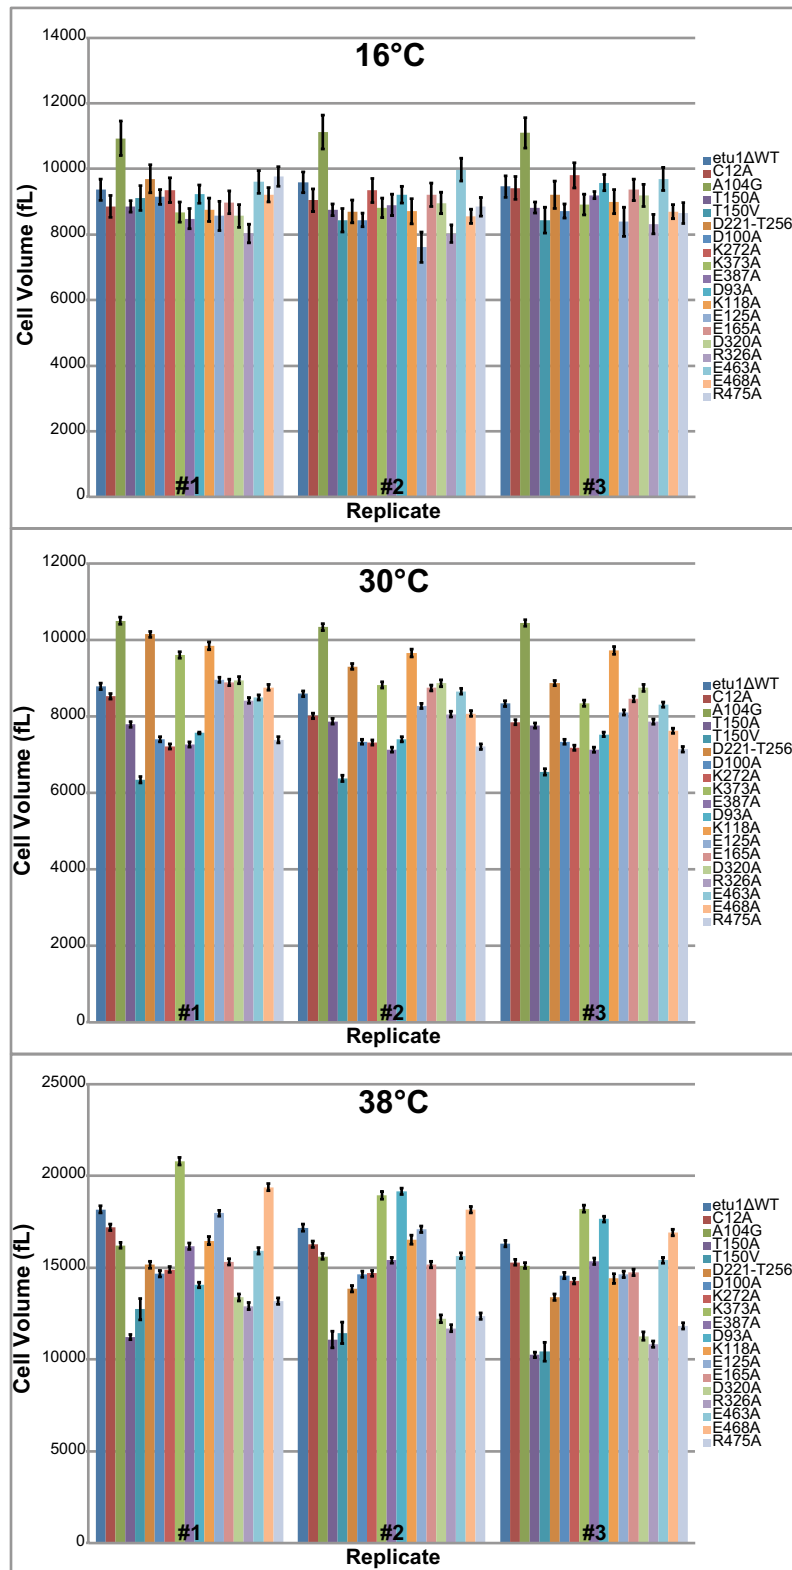 16°C
Cell Volume (fL)
14000
12000
10000
8000
6000
4000
2000
0
#1
#2
#3
Replicate
etu1ΔWT
C12A
A104G
T150A
T150V
D221-T256
D100A
K272A
K373A
E387A
D93A
K118A
E125A
E165A
D320A
R326A
E463A
E468A
R475A
30°C
Cell Volume (fL)
12000
10000
8000
6000
4000
2000
0
#1
#2
#3
Replicate
etu1ΔWT
C12A
A104G
T150A
T150V
D221-T256
D100A
K272A
K373A
E387A
D93A
K118A
E125A
E165A
D320A
R326A
E463A
E468A
R475A
38°C
Cell Volume (fL)
25000
20000
15000
10000
5000
0
#1
#2
#3
Replicate
etu1ΔWT
C12A
A104G
T150A
T150V
D221-T256
D100A
K272A
K373A
E387A
D93A
K118A
E125A
E165A
D320A
R326A
E463A
E468A
R475A